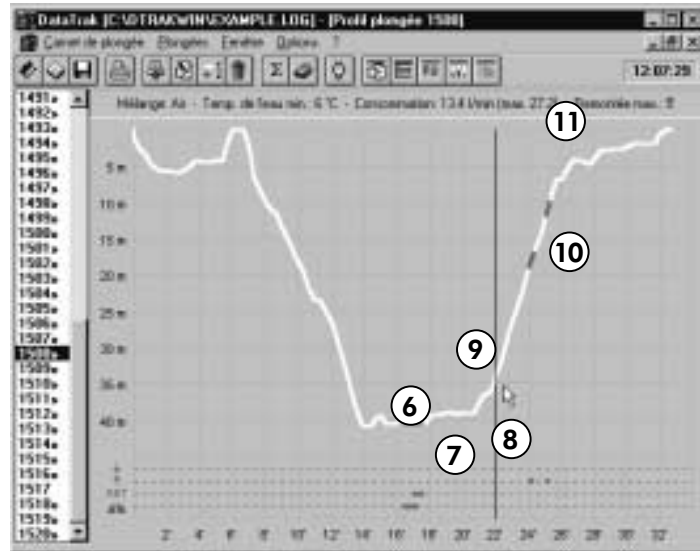 DataTrak [C:\DTRAKWIN\EXAMPLE.LOG] - [Profil plongée 1508]
Carnet de plongée Plongées Fenêtre Options ?
Σ
12:07:25
Mélange: Air - Temp. de l'eau min.: 6 °C - Consommation: 13.4 l/min (max. 27.2) - Remontée max.:
1491
1492
1493
1494
1495
1496
1497
1498
1499
1500
1501
1502
1503
1504
1505
1506
1507
1508
1509
1510
1511
1512
1513
1514
1515
1516
1517
1518
1519
1520
5 m
10 m
15 m
20 m
25 m
30 m
35 m
40 m
11
10
9
6
8
7
2' 4' 6' 8' 10' 12' 14' 16' 18' 20' 22' 24' 26' 28' 30' 32'